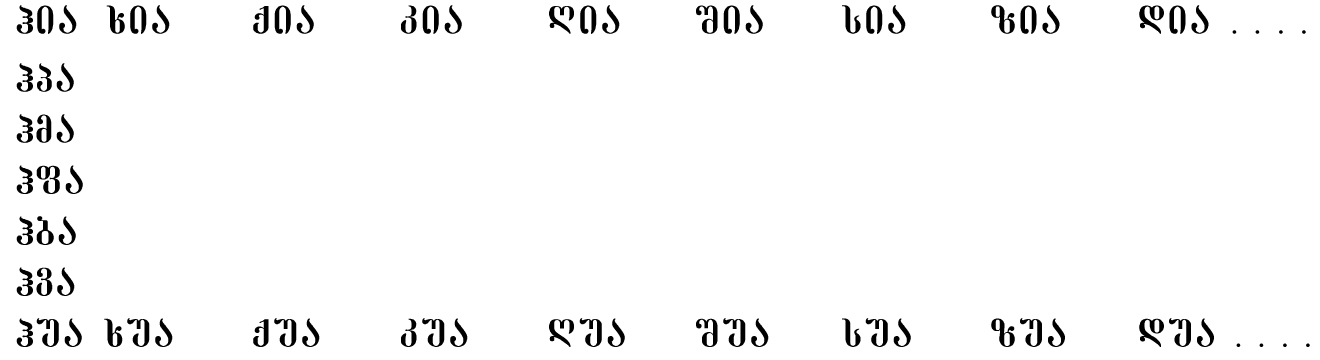 ჰია ხია ქია კია ღია შია სია ზია დია . . . .
ჰპა
ჰმა
ჰფა
ჰბა
ჰვა
ჰუა ხუა ქუა კუა ღუა შუა სუა ზუა დუა . . . .